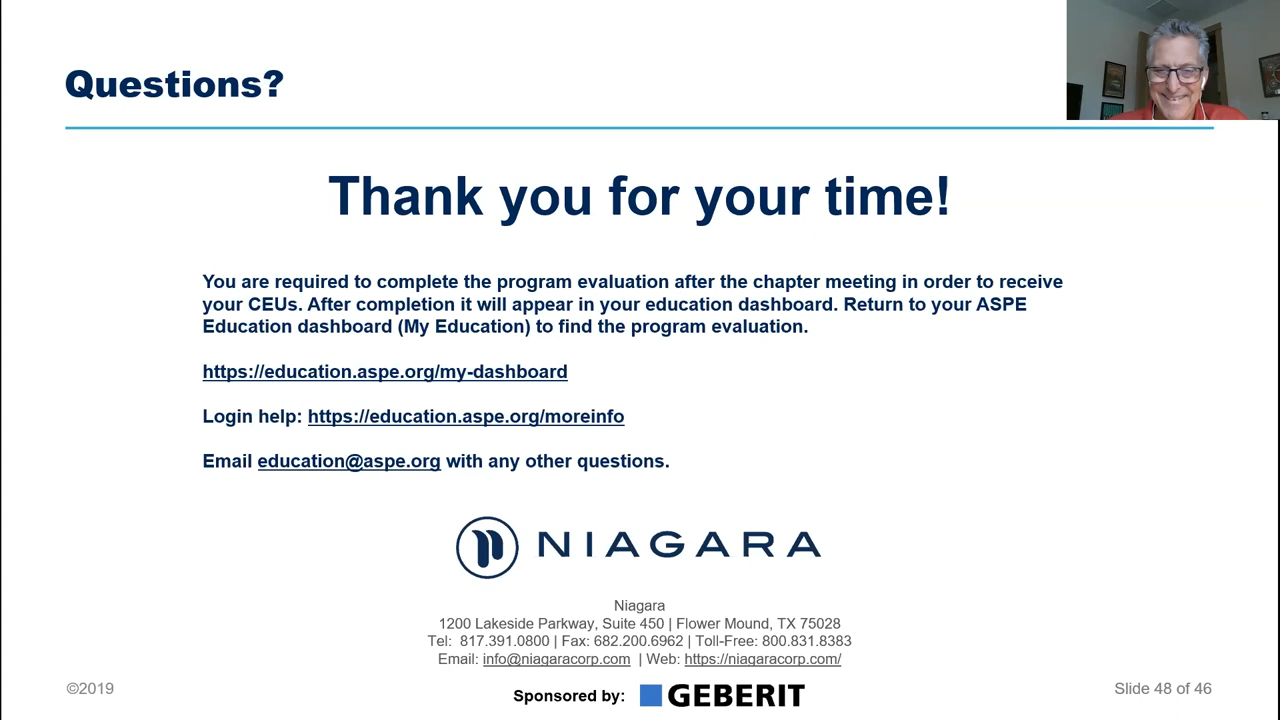 Questions?
Thank you for your time!
You are required to complete the program evaluation after the chapter meeting in order to receive
your CEUs. After completion it will appear in your education dashboard. Return to your ASPE
Education dashboard (My Education) to find the program evaluation.
https://education.aspe.org/my-dashboard
Login help: https://education.aspe.org/moreinfo
Email education@aspe.org with any other questions.
NIAGARA
Niagara
1200 Lakeside Parkway, Suite 450 | Flower Mound, TX 75028
Tel:  817.391.0800 | Fax: 682.200.6962 | Toll-Free: 800.831.8383
Email: info@niagaracorp.com  | Web: https://niagaracorp.com/
©2019
Sponsored by: GEBERIT
Slide 48 of 46